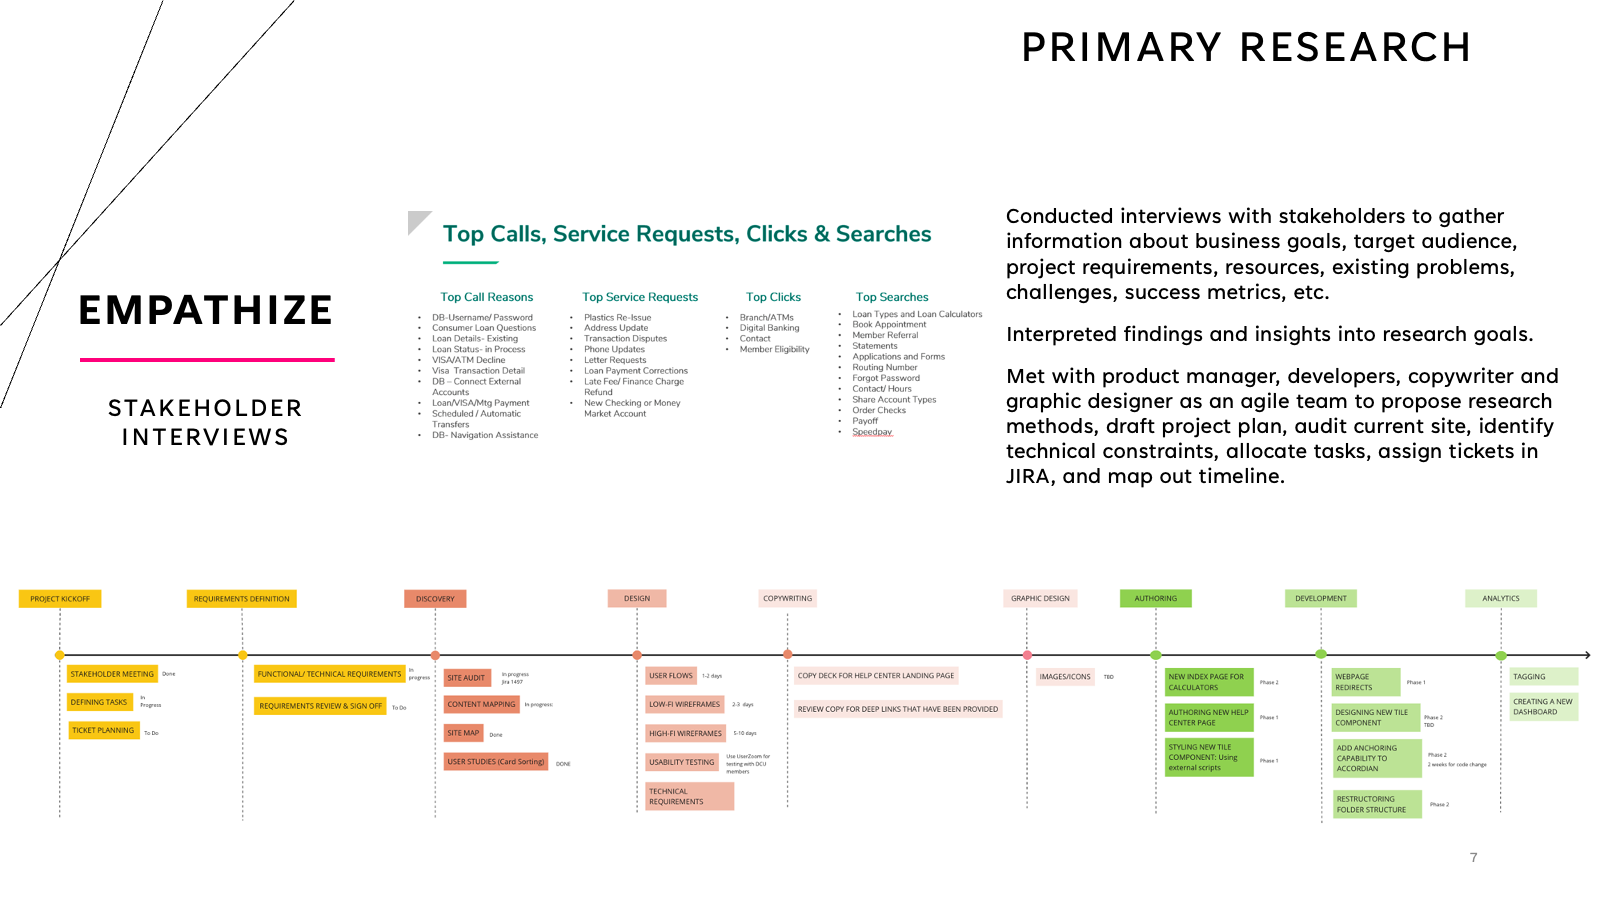 PRIMARY RESEARCH
EMPATHIZE
STAKEHOLDER
INTERVIEWS
Top Calls, Service Requests, Clicks & Searches
Top Call Reasons
• DB-Username/ Password
• Consumer Loan Questions
• Loan Details- Existing
• Loan Status- in Process
• VISA/ATM Decline
• Visa Transaction Detail
• DB – Connect External
Accounts
• Loan/VISA/Mtg Payment
• Scheduled / Automatic
Transfers
• DB- Navigation Assistance
Top Service Requests
• Plastics Re-Issue
• Address Update
• Transaction Disputes
• Phone Updates
• Letter Requests
• Loan Payment Corrections
• Late Fee/ Finance Charge
Refund
• New Checking or Money
Market Account
Top Clicks
• Branch/ATMs
• Digital Banking
• Contact
• Member Eligibility
Top Searches
• Loan Types and Loan Calculators
• Book Appointment
• Member Referral
• Statements
• Applications and Forms
• Routing Number
• Forgot Password
• Contact/ Hours
• Share Account Types
• Order Checks
• Payoff
• Speedpay
Conducted interviews with stakeholders to gather
information about business goals, target audience,
project requirements, resources, existing problems,
challenges, success metrics, etc.
Interpreted findings and insights into research goals.
Met with product manager, developers, copywriter and
graphic designer as an agile team to propose research
methods, draft project plan, audit current site, identify
technical constraints, allocate tasks, assign tickets in
JIRA, and map out timeline.
PROJECT KICKOFF
STAKEHOLDER MEETING Done
DEFINING TASKS In
Progress
TICKET PLANNING To Do
REQUIREMENTS DEFINITION
FUNCTIONAL/ TECHNICAL REQUIREMENTS In
progress
REQUIREMENTS REVIEW & SIGN OFF To Do
DISCOVERY
SITE AUDIT In progress
Jira 1497
CONTENT MAPPING In progress:
SITE MAP Done
USER STUDIES (Card Sorting) DONE
DESIGN
USER FLOWS 1-2 days
LOW-FI WIREFRAMES 2-3 days
HIGH-FI WIREFRAMES 5-10 days
USABILITY TESTING Use UserZoom for
testing with DCU
members
TECHNICAL
REQUIREMENTS
COPYWRITING
COPY DECK FOR HELP CENTER LANDING PAGE
REVIEW COPY FOR DEEP LINKS THAT HAVE BEEN PROVIDED
GRAPHIC DESIGN
IMAGES/ICONS TBD
AUTHORING
NEW INDEX PAGE FOR
CALCULATORS Phase 2
AUTHORING NEW HELP
CENTER PAGE Phase 1
STYLING NEW TILE
COMPONENT: Using
external scripts Phase 1
DEVELOPMENT
WEBPAGE
REDIRECTS Phase 1
DESIGNING NEW TILE
COMPONENT Phase 2
TBD
ADD ANCHORING
CAPABILITY TO
ACCORDIAN Phase 2
2 weeks for code change
RESTRUCTORING
FOLDER STRUCTURE Phase 2
ANALYTICS
TAGGING
CREATING A NEW
DASHBOARD
7